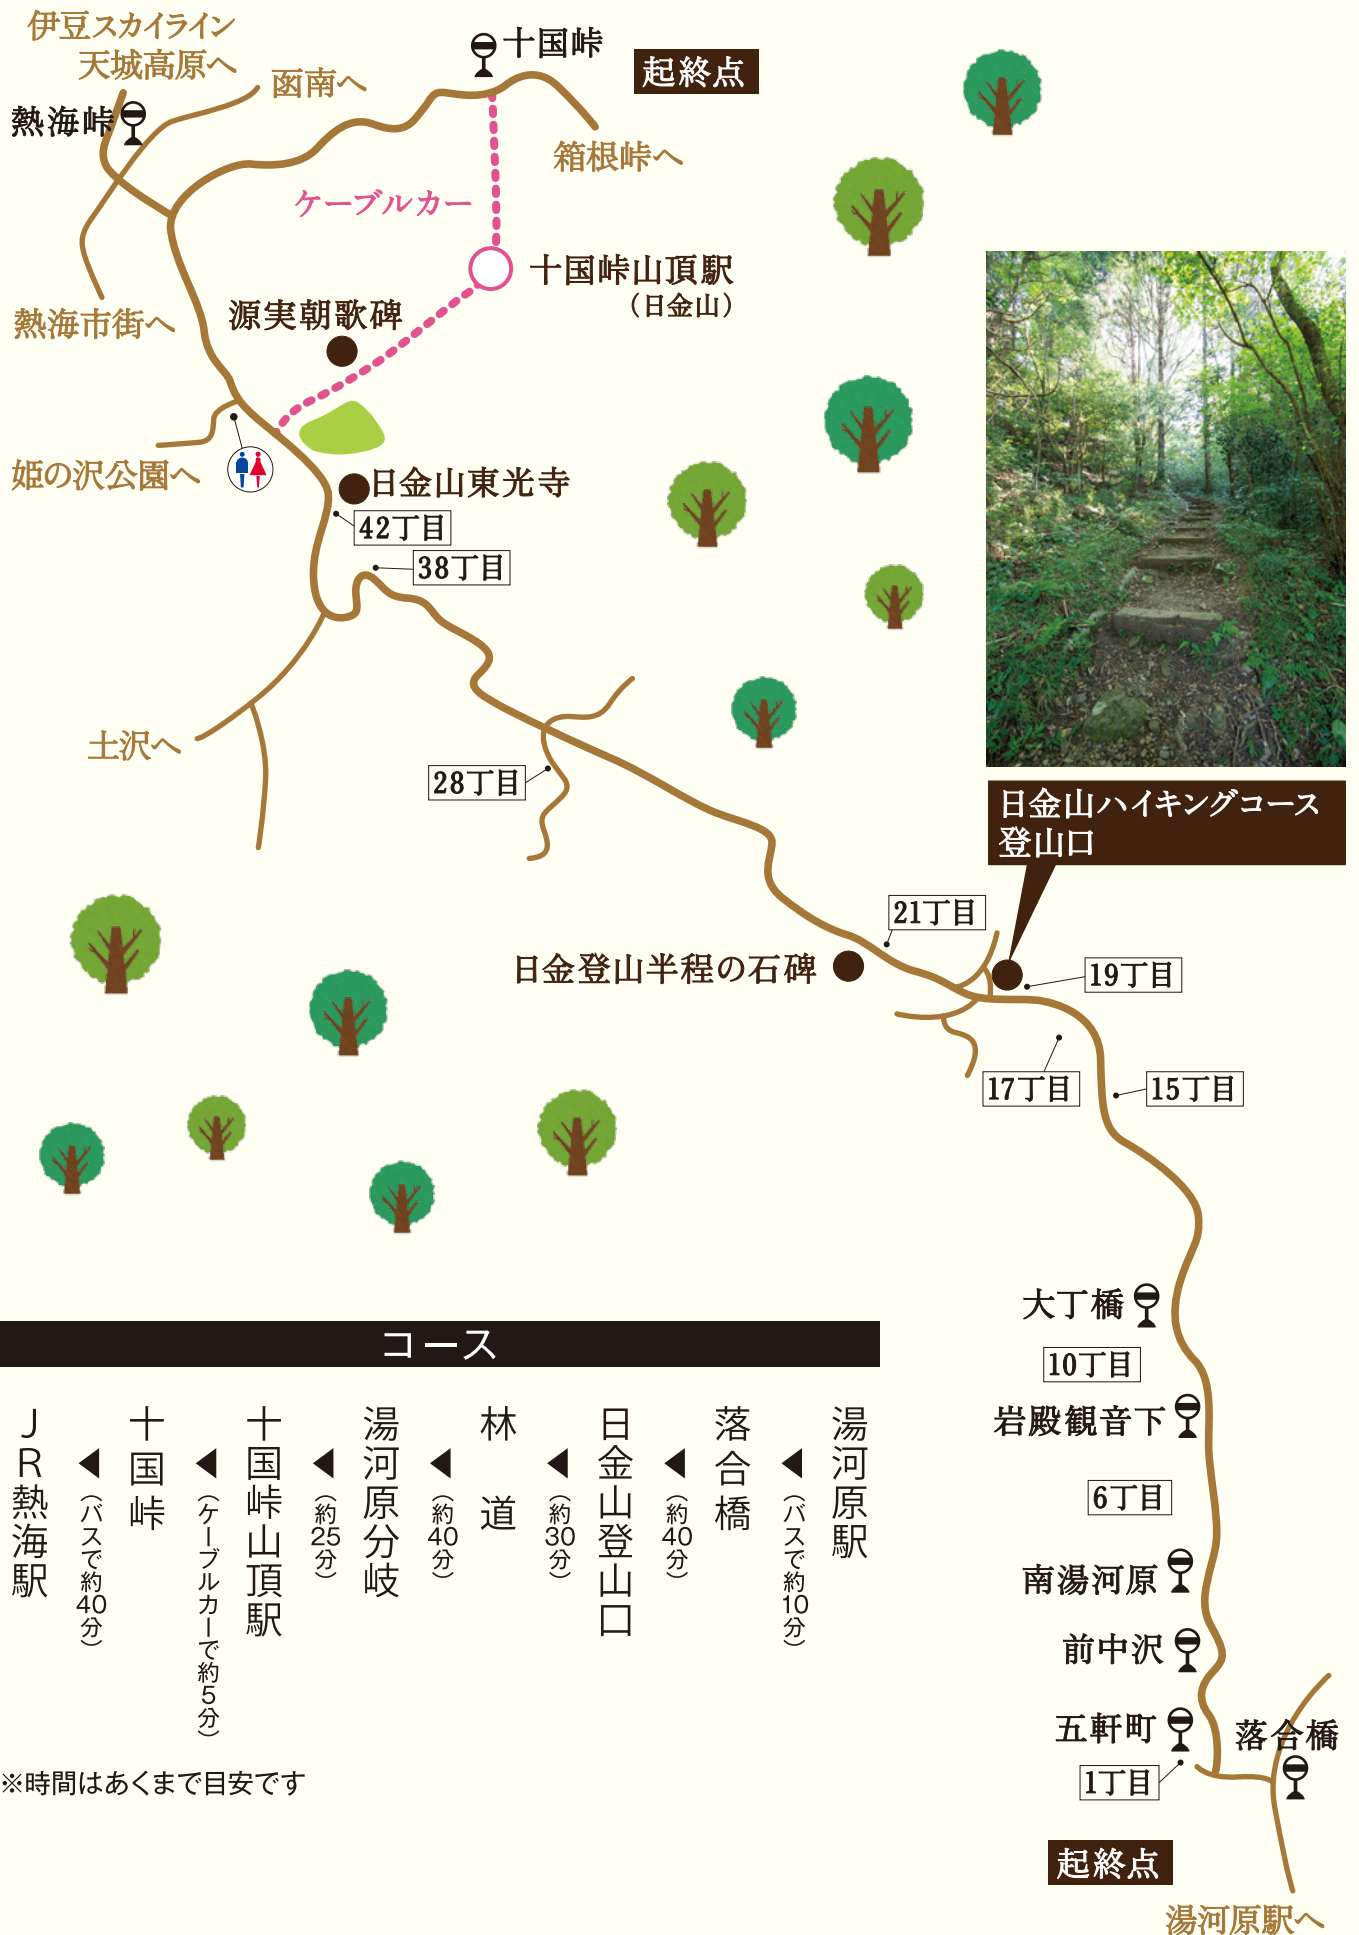 伊豆スカイライン
天城高原へ
函南へ
十国峠
起終点
熱海峠
箱根峠へ
ケーブルカー
十国峠山頂駅
（日金山）
源実朝歌碑
熱海市街へ
姫の沢公園へ
日金山東光寺
42丁目
38丁目
土沢へ
28丁目
日金山ハイキングコース
登山口
21丁目
日金登山半程の石碑
19丁目
17丁目
15丁目
大丁橋
10丁目
岩殿観音下
6丁目
南湯河原
前中沢
五軒町
落合橋
1丁目
起終点
湯河原駅へ
コース
湯河原駅
◀（バスで約10分）
落合橋
◀（約40分）
日金山登山口
◀（約30分）
林道
◀（約40分）
湯河原分岐
◀（約25分）
十国峠山頂駅
◀（ケーブルカーで約5分）
十国峠
◀（バスで約40分）
JR熱海駅
※時間はあくまで目安です